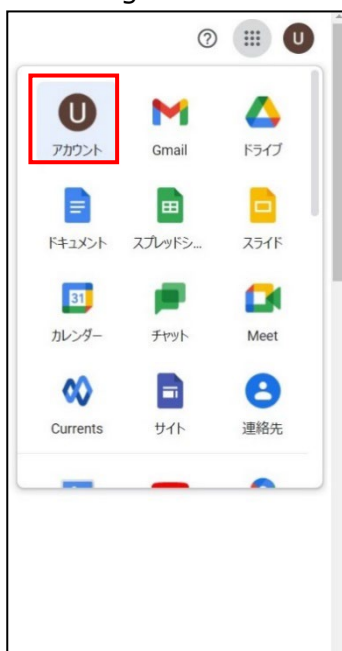 U
U
アカウント Gmail ドライブ
ドキュメント スプレッドシ... スライド
31
カレンダー チャット Meet
Currents サイト 連絡先